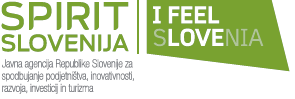 SPIRIT
SLOVENIJA
I FEEL
SLOVENIA
Javna agencija Republike Slovenije za
spodbujanje podjetništva, inovativnosti,
razvoja, investicij in turizma